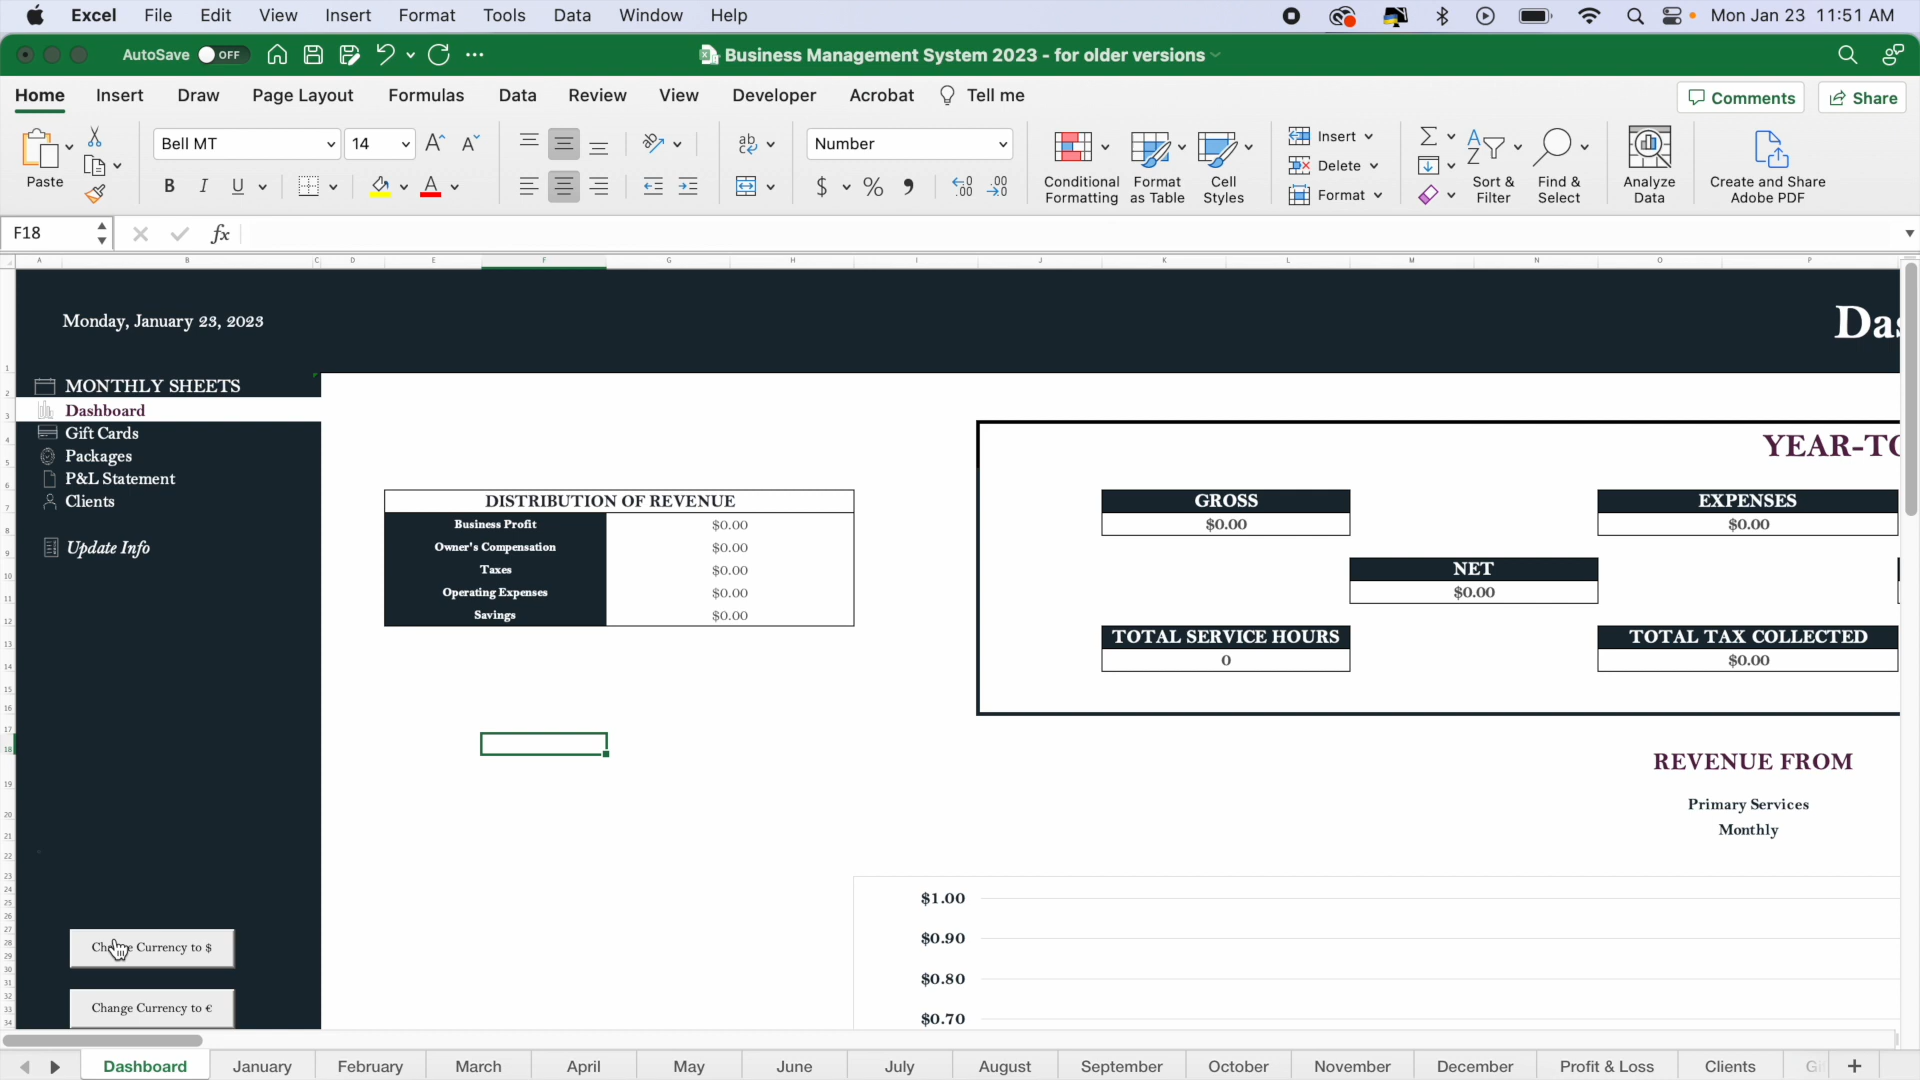 Excel File Edit View Insert Format Tools Data Window Help Mon Jan 23 11:51 AM
AutoSave OFF Business Management System 2023 - for older versions
Home Insert Draw Page Layout Formulas Data Review View Developer Acrobat Tell me Comments Share
Paste
Bell MT 14
Number
Conditional Formatting
Format as Table
Cell Styles
Insert
Delete
Format
Sort & Filter
Find & Select
Analyze Data
Create and Share Adobe PDF
F18 fx
A B C D E F G H I J K L M N O P
Monday, January 23, 2023
MONTHLY SHEETS
Dashboard
Gift Cards
Packages
P&L Statement
Clients
Update Info
Change Currency to $
Change Currency to €
DISTRIBUTION OF REVENUE
Business Profit $0.00
Owner's Compensation $0.00
Taxes $0.00
Operating Expenses $0.00
Savings $0.00
GROSS
$0.00
EXPENSES
$0.00
NET
$0.00
TOTAL SERVICE HOURS
0
TOTAL TAX COLLECTED
$0.00
REVENUE FROM
Primary Services
Monthly
$1.00
$0.90
$0.80
$0.70
Dashboard January February March April May June July August September October November December Profit & Loss Clients